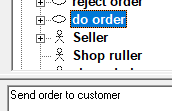 reject order
do order
Seller
Shop ruller
Send order to customer